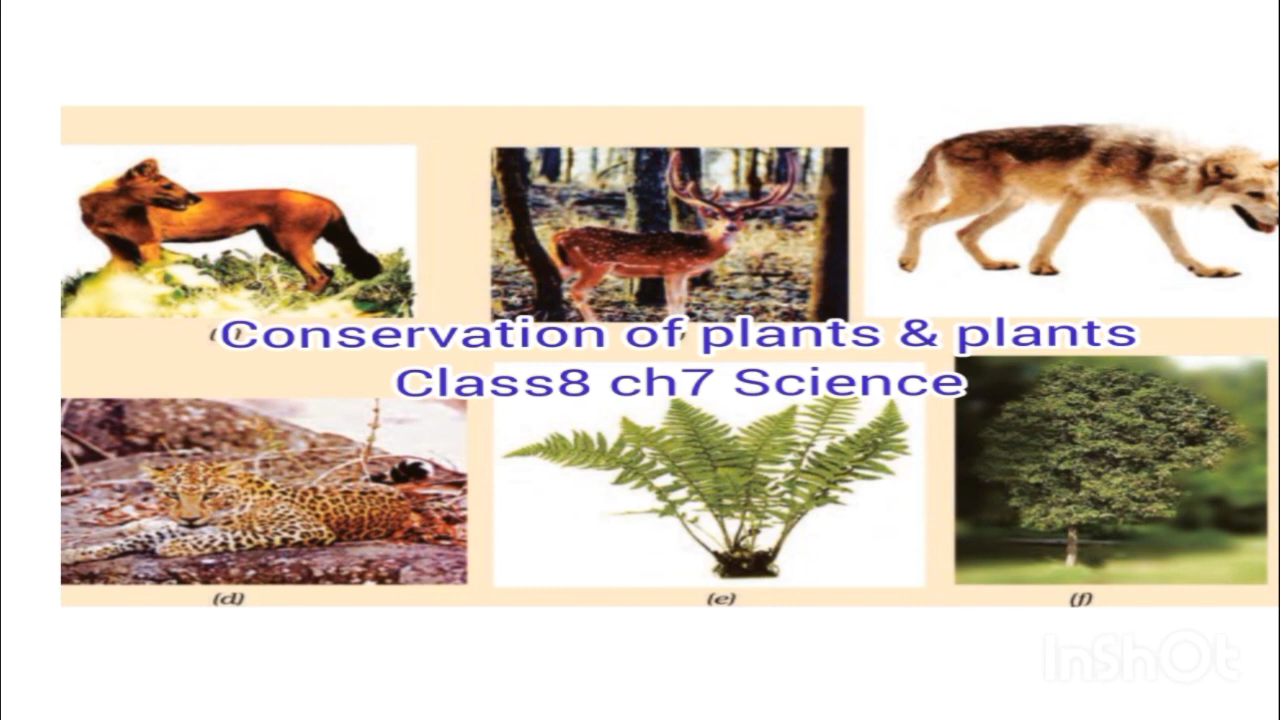 Conservation of plants & plants
Class8 ch7 Science
(d)
(e)
(f)
InShOt